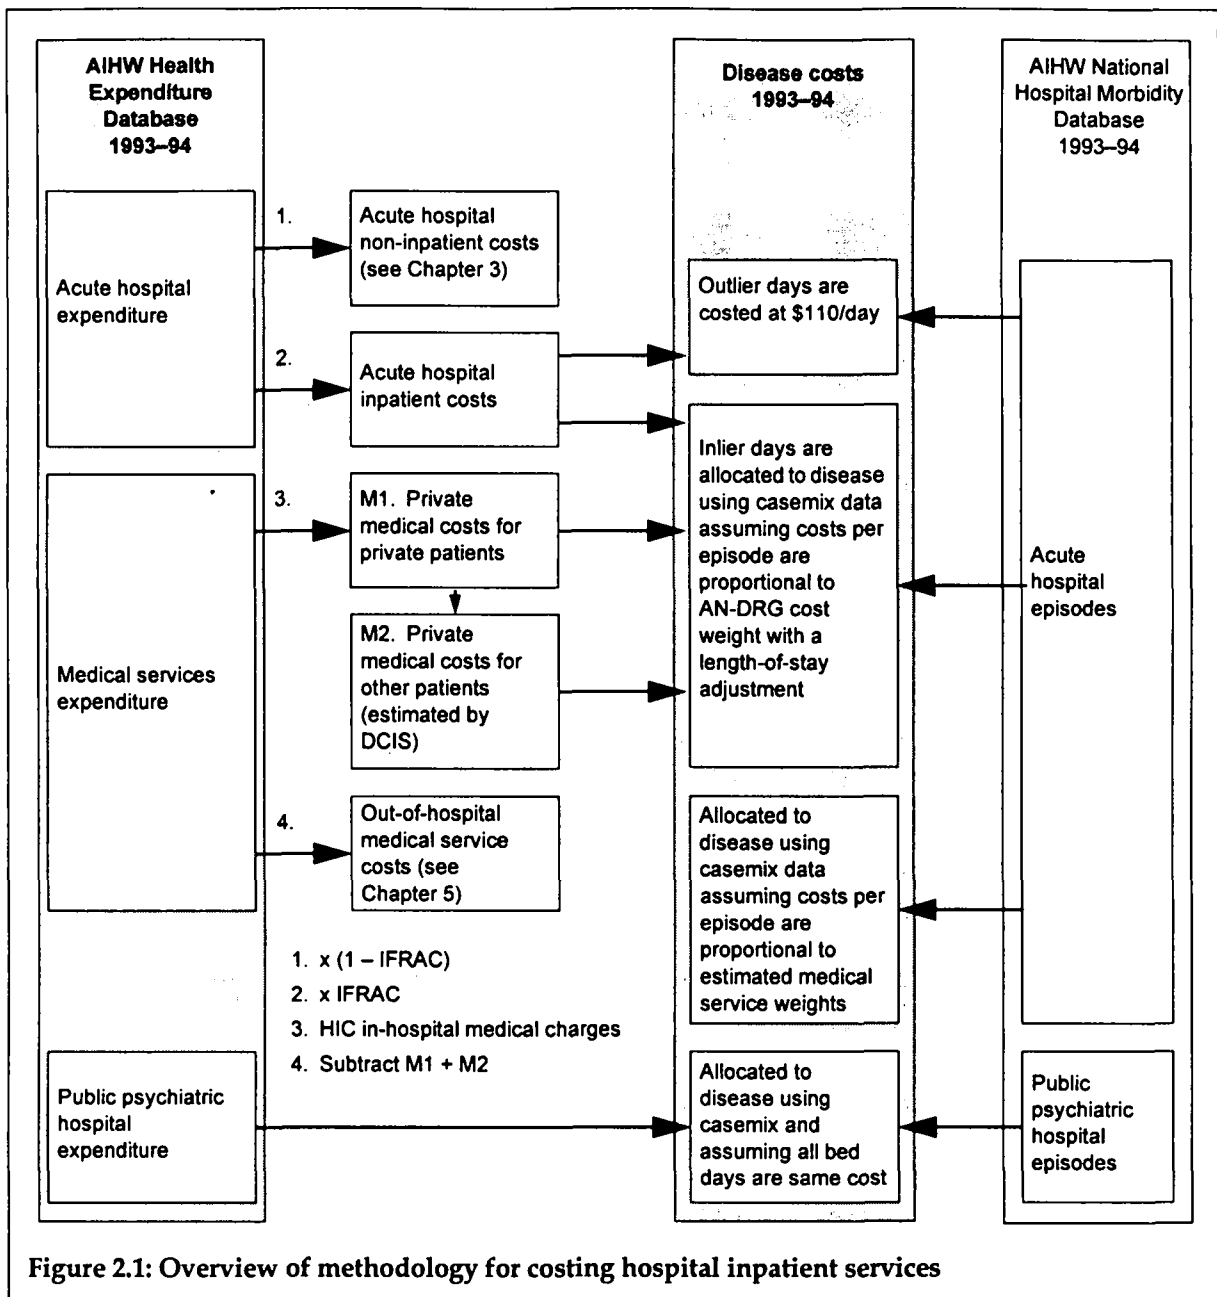 AIHW Health
Expenditure
Database
1993–94
Acute hospital
expenditure
Medical services
expenditure
Public psychiatric
hospital
expenditure
1.
2.
3.
4.
Acute hospital
non-inpatient costs
(see Chapter 3)
Acute hospital
inpatient costs
M1. Private
medical costs for
private patients
M2. Private
medical costs for
other patients
(estimated by
DCIS)
Out-of-hospital
medical service
costs (see
Chapter 5)
1. x (1 – IFRAC)
2. x IFRAC
3. HIC in-hospital medical charges
4. Subtract M1 + M2
Disease costs
1993–94
Outlier days are
costed at $110/day
Inlier days are
allocated to disease
using casemix data
assuming costs per
episode are
proportional to
AN-DRG cost
weight with a
length-of-stay
adjustment
Allocated to
disease using
casemix data
assuming costs per
episode are
proportional to
estimated medical
service weights
Allocated to
disease using
casemix and
assuming all bed
days are same cost
AIHW National
Hospital Morbidity
Database
1993–94
Acute
hospital
episodes
Public
psychiatric
hospital
episodes
Figure 2.1: Overview of methodology for costing hospital inpatient services